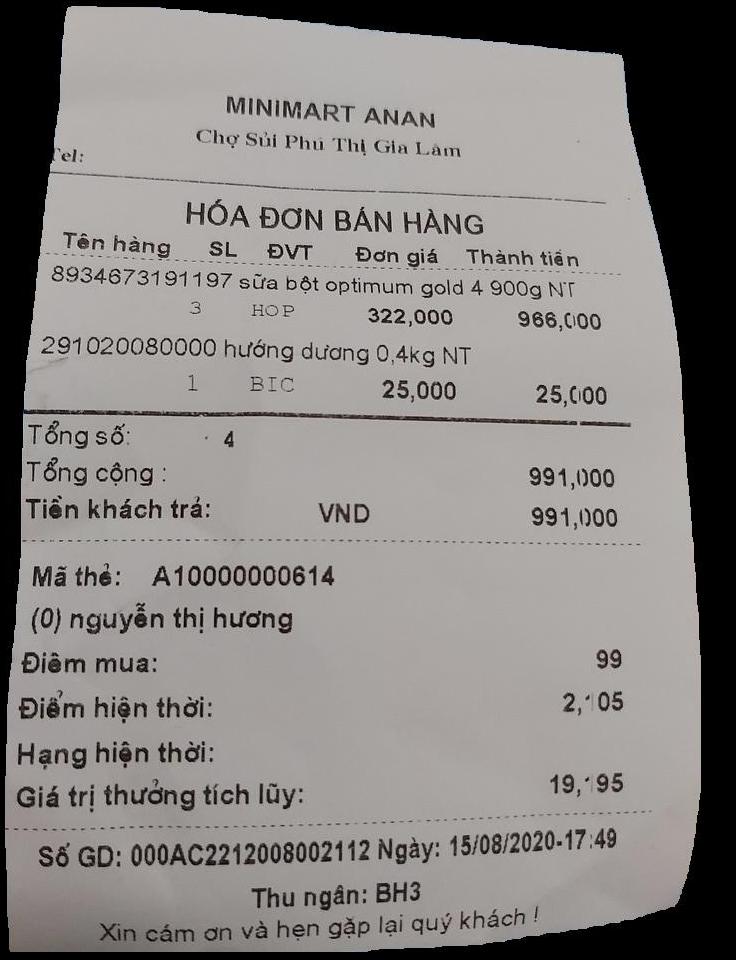 MINIMART ANAN
Chợ Sủi Phú Thị Gia Lâm
Tel:
HÓA ĐƠN BÁN HÀNG
Tên hàng SL ĐVT Đơn giá Thành tiền
8934673191197 sữa bột optimum gold 4 900g NT
3 HOP 322,000 966,000
291020080000 hướng dương 0,4kg NT
1 BIC 25,000 25,000
Tổng số: 4
Tổng cộng : 991,000
Tiền khách trả: VND 991,000
Mã thẻ: A10000000614
(0) nguyễn thị hương
Điểm mua: 99
Điểm hiện thời: 2,105
Hạng hiện thời:
Giá trị thưởng tích lũy: 19,195
Số GD: 000AC2212008002112 Ngày: 15/08/2020-17:49
Thu ngân: BH3
Xin cám ơn và hẹn gặp lại quý khách !